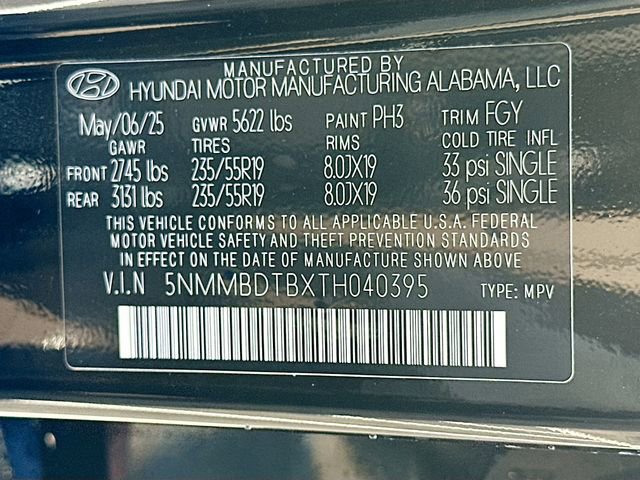 MANUFACTURED BY
HYUNDAI MOTOR MANUFACTURING ALABAMA, LLC
May/06/25 GVWR 5622 lbs PAINT PH3 TRIM FGY
GAWR TIRES RIMS COLD TIRE INFL
FRONT 2745 lbs 235/55R19 8.0JX19 33 psi SINGLE
REAR 3131 lbs 235/55R19 8.0JX19 36 psi SINGLE
THIS VEHICLE CONFORMS TO ALL APPLICABLE U.S.A. FEDERAL
MOTOR VEHICLE SAFETY AND THEFT PREVENTION STANDARDS
IN EFFECT ON THE DATE OF MANUFACTURE SHOWN ABOVE.
V.I.N 5NMMBDTBXTH040395 TYPE: MPV